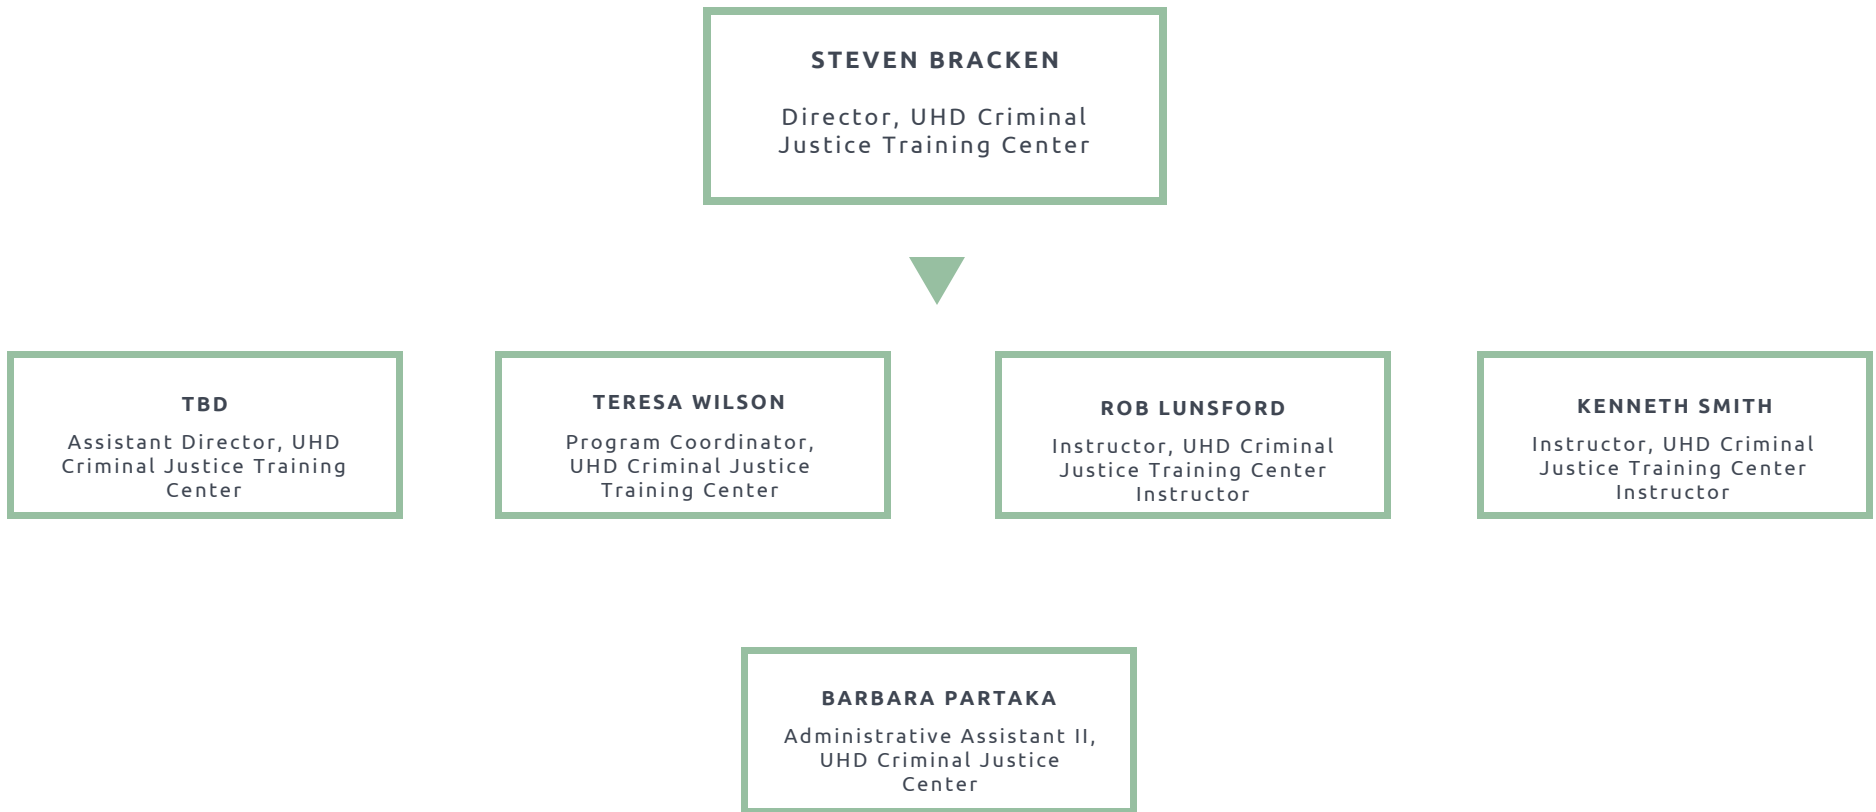 STEVEN BRACKEN
Director, UHD Criminal
Justice Training Center
TBD
Assistant Director, UHD
Criminal Justice Training
Center
TERESA WILSON
Program Coordinator,
UHD Criminal Justice
Training Center
ROB LUNSFORD
Instructor, UHD Criminal
Justice Training Center
Instructor
KENNETH SMITH
Instructor, UHD Criminal
Justice Training Center
Instructor
BARBARA PARTAKA
Administrative Assistant II,
UHD Criminal Justice
Center